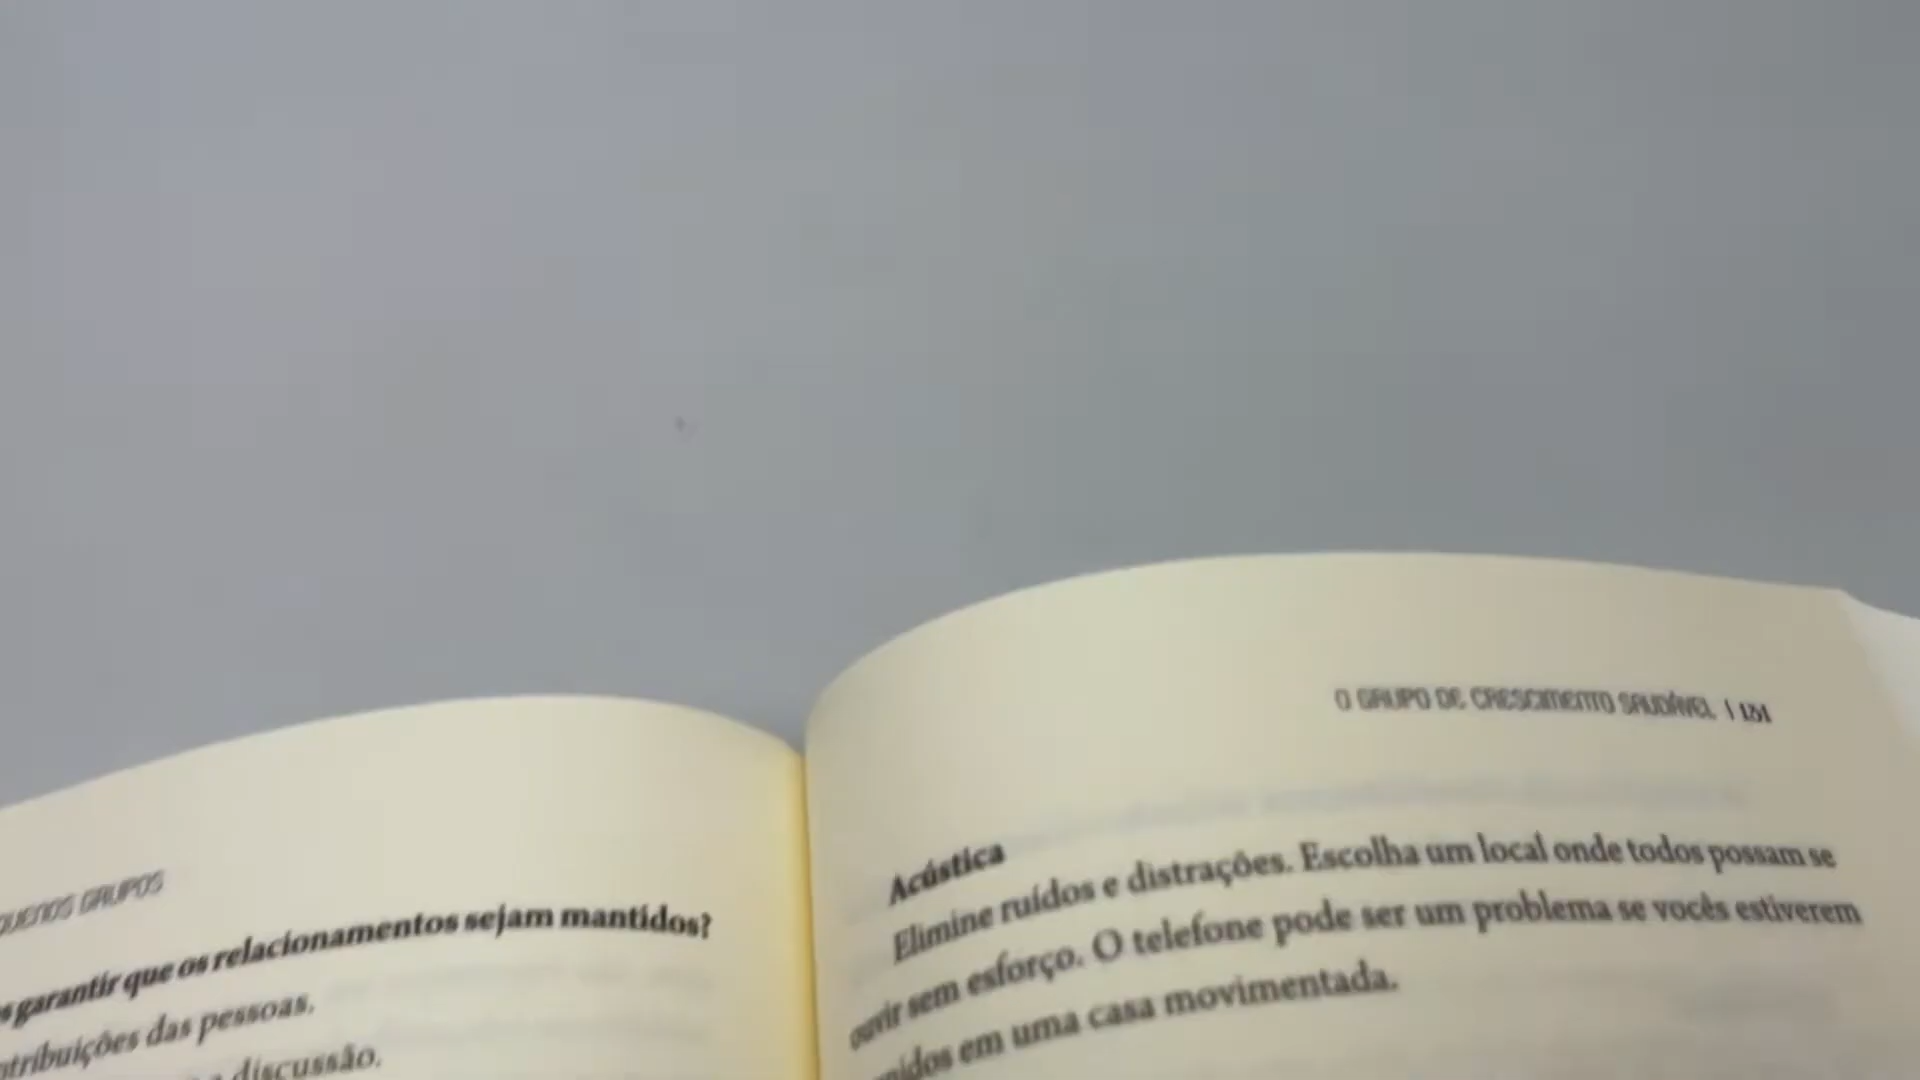 GRUPOS
garantir que os relacionamentos sejam mantidos?
das pessoas.
discussão.
O GRUPO DE CRESCIMENTO SAUDÁVEL | 131
Acústica
Elimine ruídos e distrações. Escolha um local onde todos possam se
ouvir sem esforço. O telefone pode ser um problema se vocês estiverem
em uma casa movimentada.